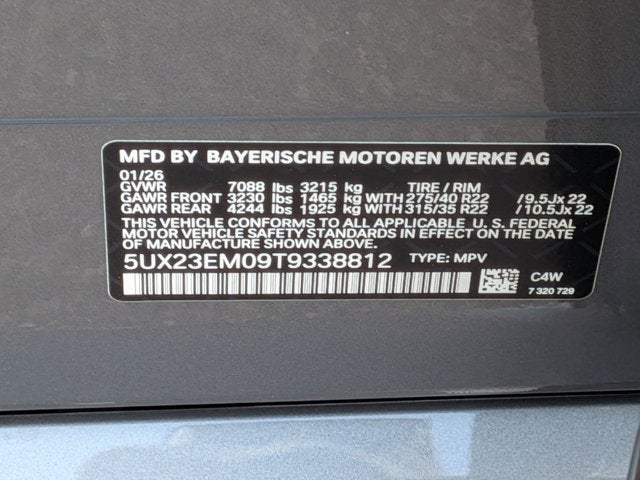 MFD BY BAYERISCHE MOTOREN WERKE AG
01/26
GVWR 7088 lbs 3215 kg TIRE / RIM
GAWR FRONT 3230 lbs 1465 kg WITH 275/40 R22 /9.5Jx 22
GAWR REAR 4244 lbs 1925 kg WITH 315/35 R22 /10.5Jx 22
THIS VEHICLE CONFORMS TO ALL APPLICABLE U. S. FEDERAL
MOTOR VEHICLE SAFETY STANDARDS IN EFFECT ON THE
DATE OF MANUFACTURE SHOWN ABOVE.
5UX23EM09T9338812 TYPE: MPV
C4W
7 320 729